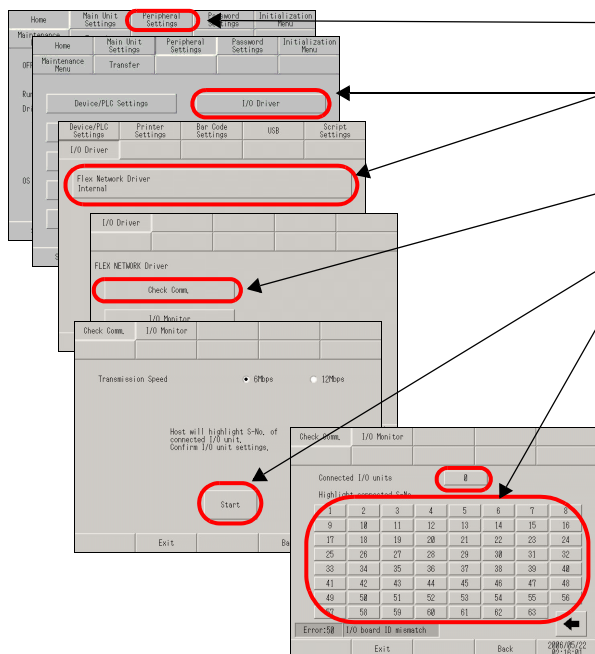 Home Main Unit Settings Peripheral Settings Password Settings Initialization Menu
Home Main Unit Settings Peripheral Settings Password Settings Initialization Menu
Maintenance Menu Transfer
Device/PLC Settings I/O Driver
Device/PLC Settings Printer Settings Bar Code Settings USB Script Settings
I/O Driver
Flex Network Driver
Internal
I/O Driver
FLEX NETWORK Driver
Check Comm.
I/O Monitor
Check Comm. I/O Monitor
Transmission Speed 6Mbps 12Mbps
Host will highlight S-No. of
connected I/O unit.
Confirm I/O unit settings.
Start
Exit
Check Comm. I/O Monitor
Connected I/O units 0
Highlight connected S-No.
1 2 3 4 5 6 7 8
9 10 11 12 13 14 15 16
17 18 19 20 21 22 23 24
25 26 27 28 29 30 31 32
33 34 35 36 37 38 39 40
41 42 43 44 45 46 47 48
49 50 51 52 53 54 55 56
57 58 59 60 61 62 63
Error:50 I/O board ID mismatch
Exit Back 2006/05/22
02:16:01